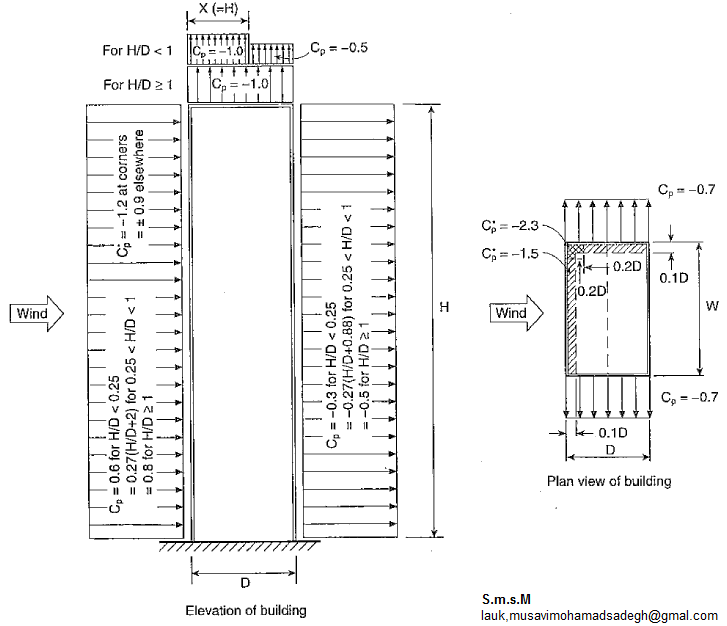 X (=H)
For H/D < 1
Cp = −1.0
Cp = −0.5
For H/D ≥ 1
Cp = −1.0
Cp* = −1.2 at corners
= ± 0.9 elsewhere
Wind
Cp = 0.6 for H/D < 0.25
= 0.27(H/D+2) for 0.25 < H/D < 1
= 0.8 for H/D ≥ 1
Cp = −0.3 for H/D < 0.25
= −0.27(H/D+0.88) for 0.25 < H/D < 1
= −0.5 for H/D ≥ 1
H
D
Elevation of building
Cp = −0.7
Cp* = −2.3
Cp* = −1.5
0.2D
0.2D
0.1D
W
Wind
Cp = −0.7
0.1D
D
Plan view of building
S.m.s.M
lauk,musavimohamadsadegh@gmal.com